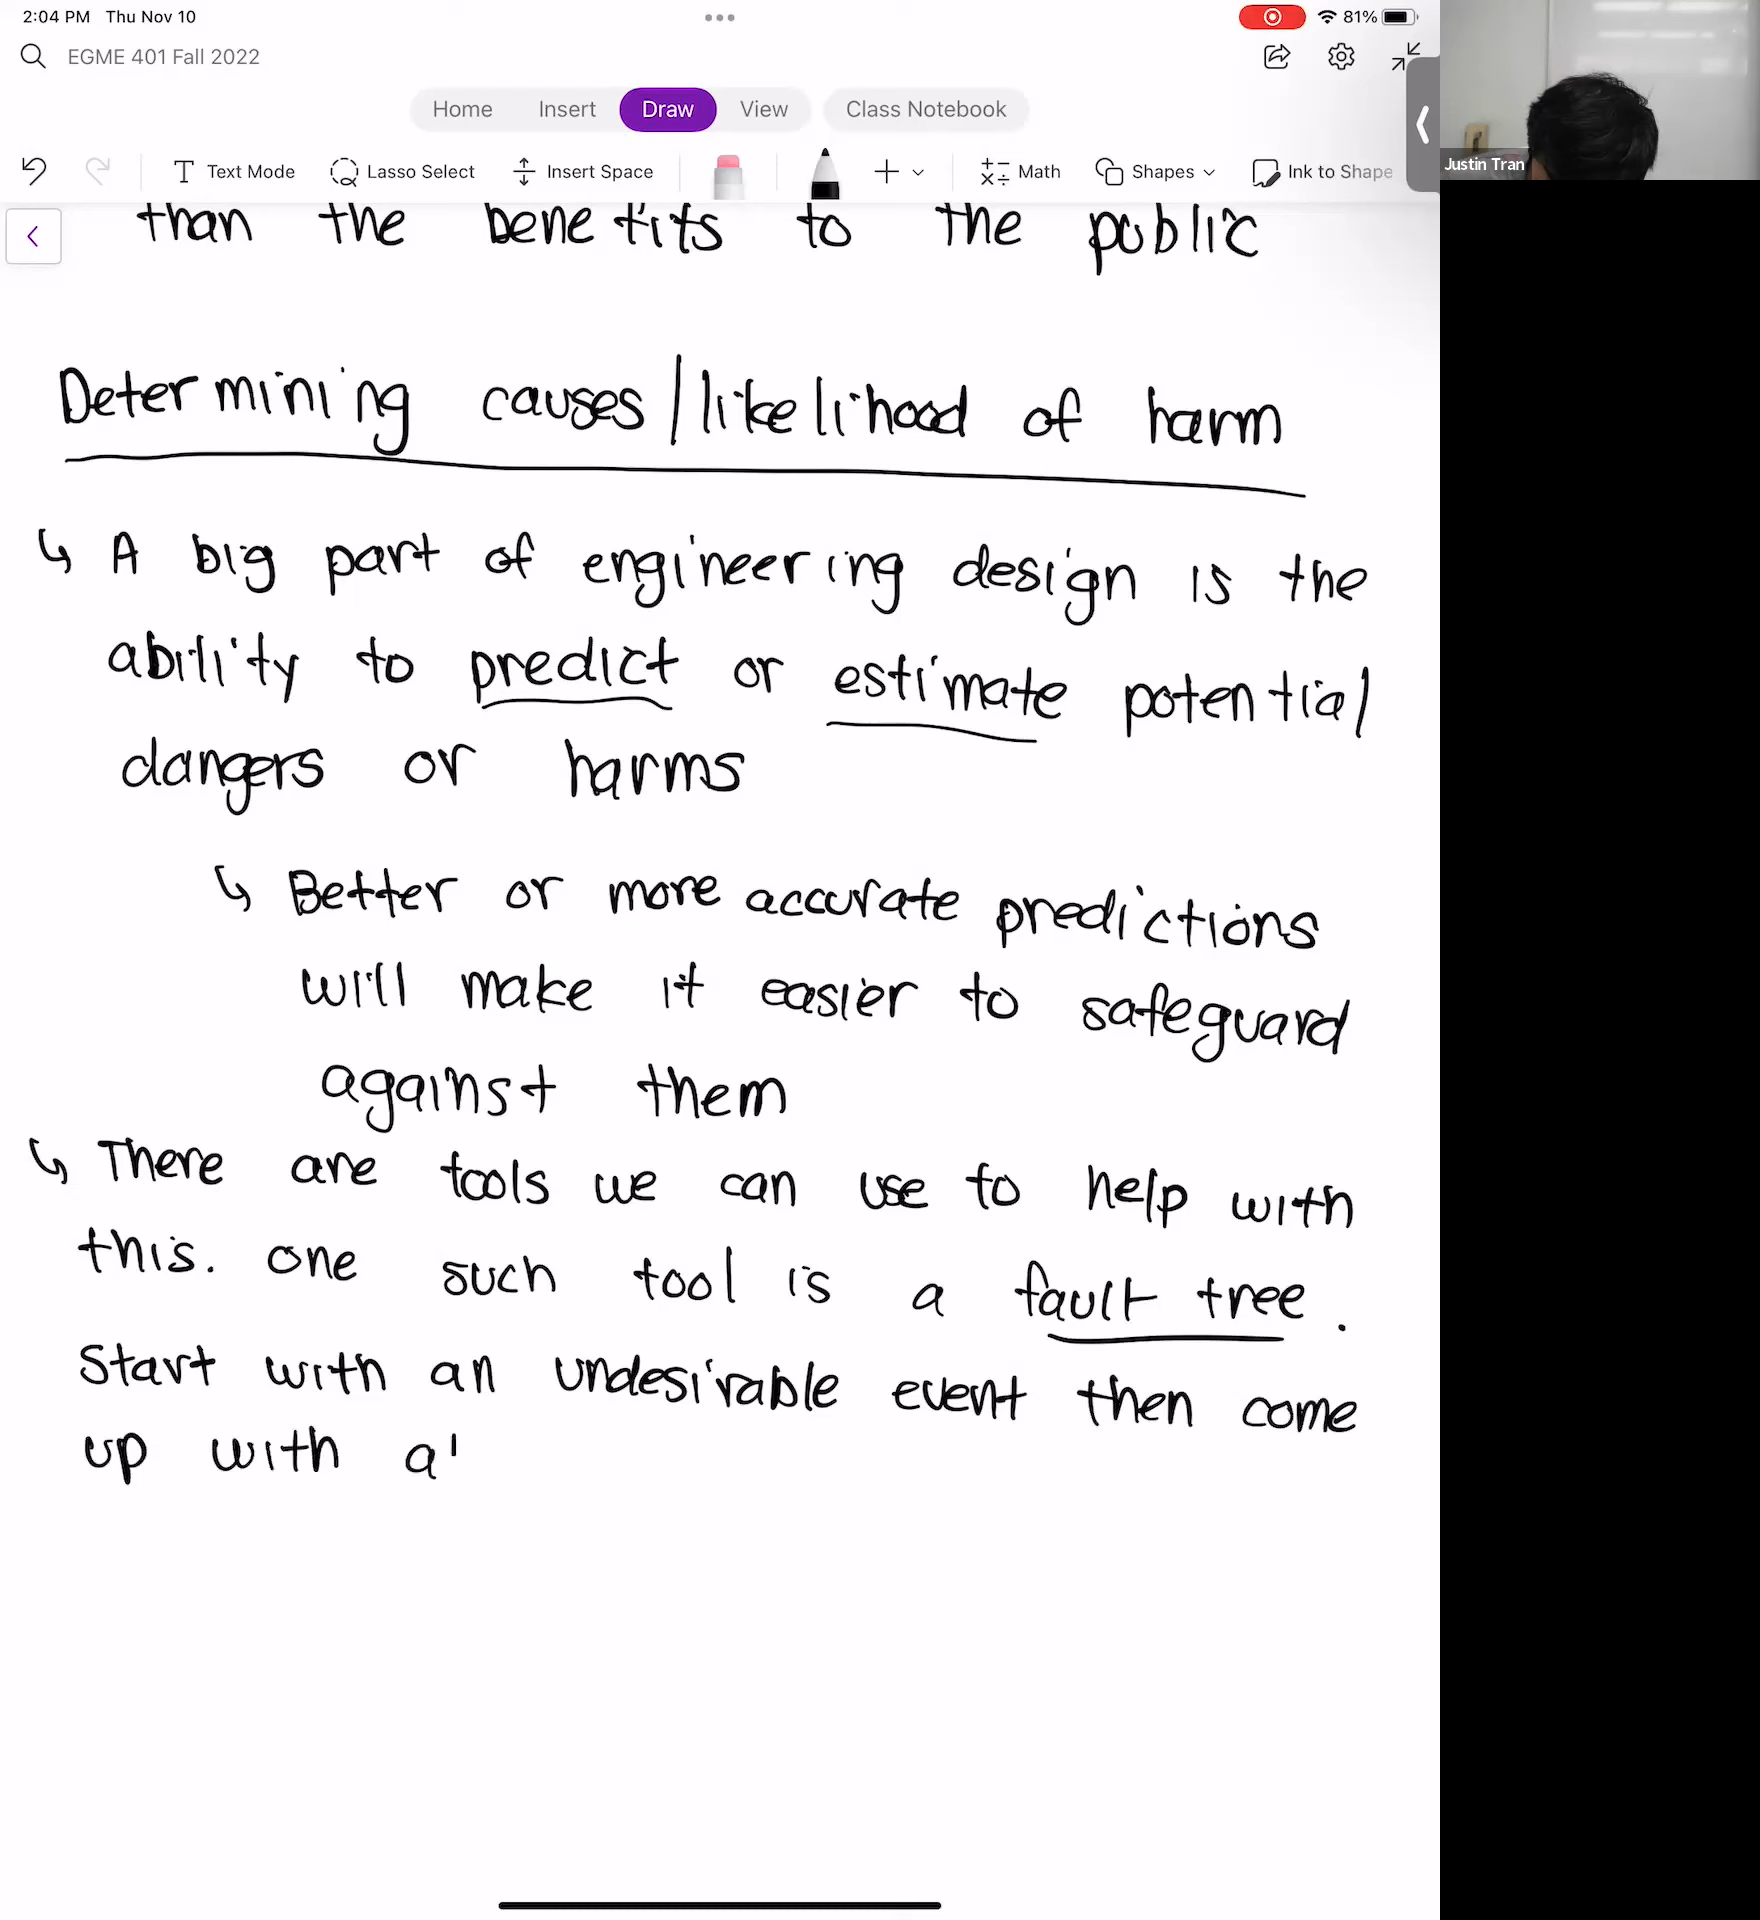 2:04 PM Thu Nov 10
81%
EGME 401 Fall 2022
Home Insert Draw View Class Notebook
Text Mode Lasso Select Insert Space Math Shapes Ink to Shape
Justin Tran
than the benefits to the public
Determining causes/likelihood of harm
↳ A big part of engineering design is the
ability to predict or estimate potential
dangers or harms
↳ Better or more accurate predictions
will make it easier to safeguard
against them
↳ There are tools we can use to help with
this. one such tool is a fault tree.
Start with an undesirable event then come
up with al